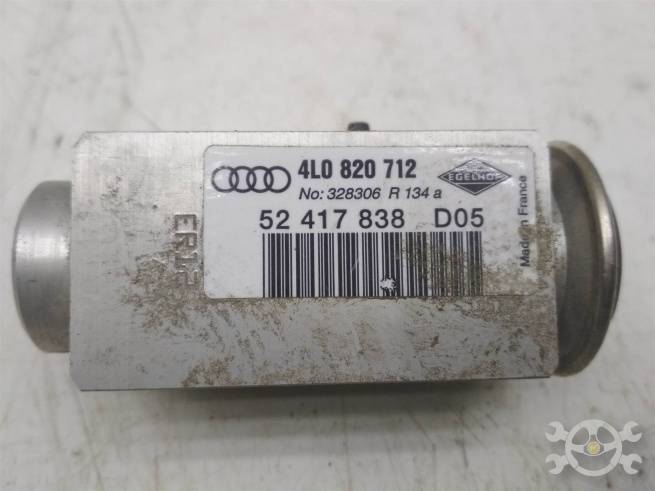 4L0 820 712
No: 328306 R 134 a
EGELHOF
52 417 838 D05
Made in France